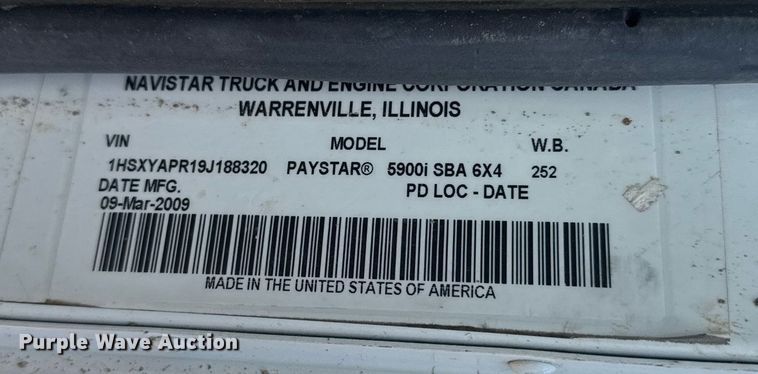 NAVISTAR TRUCK AND ENGINE CORPORATION CANADA
WARRENVILLE, ILLINOIS
VIN MODEL W.B.
1HSXYAPR19J188320 PAYSTAR® 5900i SBA 6X4 252
DATE MFG. PD LOC - DATE
09-Mar-2009
MADE IN THE UNITED STATES OF AMERICA
Purple Wave Auction